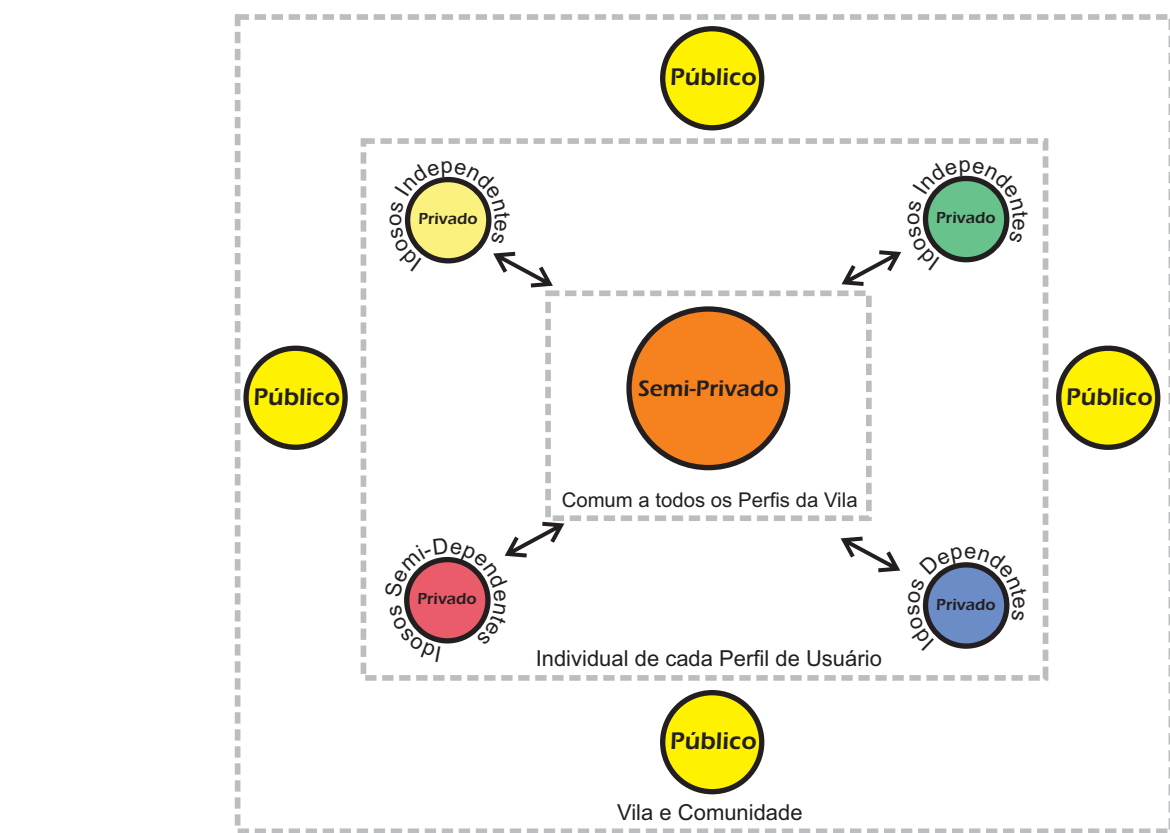 Público
Idosos Independentes
Privado
Idosos Independentes
Privado
Semi-Privado
Público
Público
Comum a todos os Perfis da Vila
Idosos Semi-Dependentes
Privado
Idosos Dependentes
Privado
Individual de cada Perfil de Usuário
Público
Vila e Comunidade